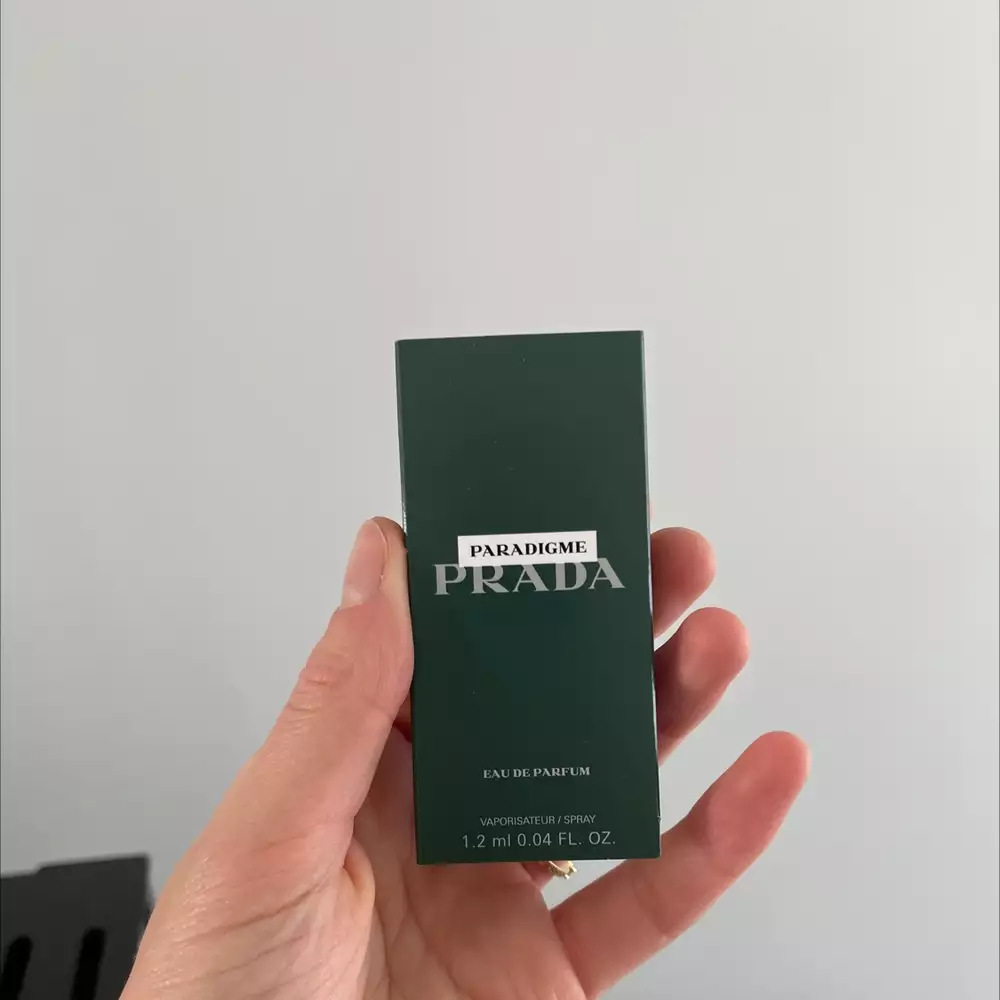 PARADIGME
PRADA
EAU DE PARFUM
VAPORISATEUR / SPRAY
1.2 ml 0.04 FL. OZ.